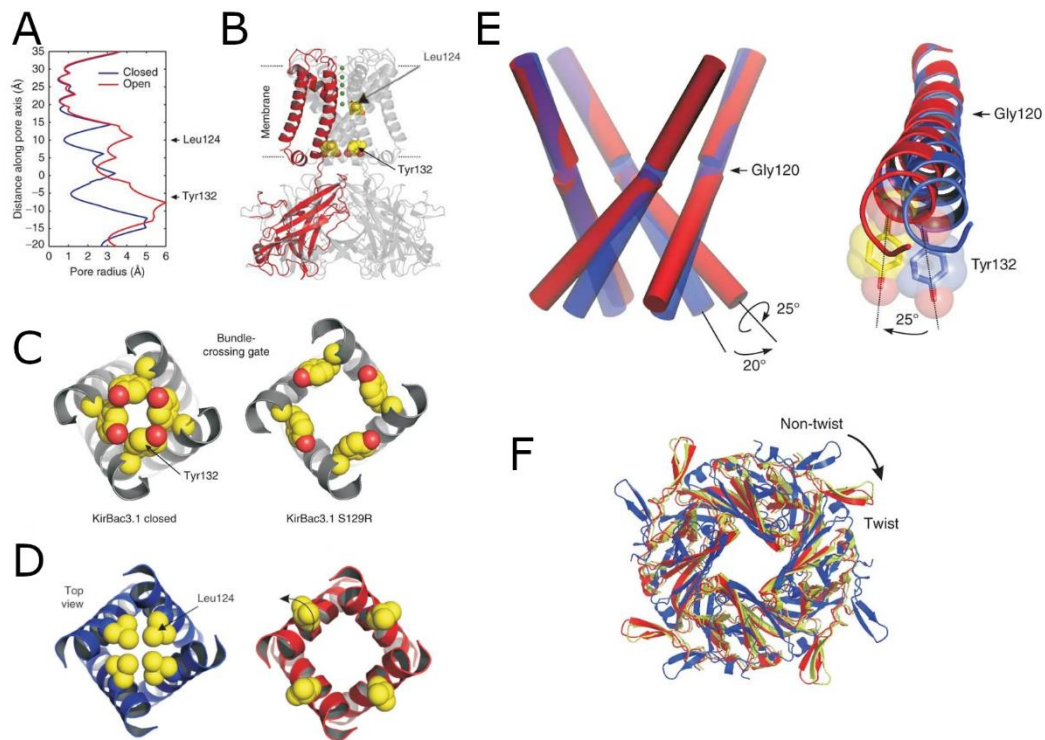 A
35
30
25
20
15
10
5
0
−5
−10
−15
−20
Distance along pore axis (Å)
Closed
Open
Leu124
Tyr132
0 1 2 3 4 5 6
Pore radius (Å)
B
Leu124
Membrane
Tyr132
C
Bundle-
crossing gate
Tyr132
KirBac3.1 closed
KirBac3.1 S129R
D
Top
view
Leu124
E
Gly120
25°
20°
Gly120
Tyr132
25°
F
Non-twist
Twist